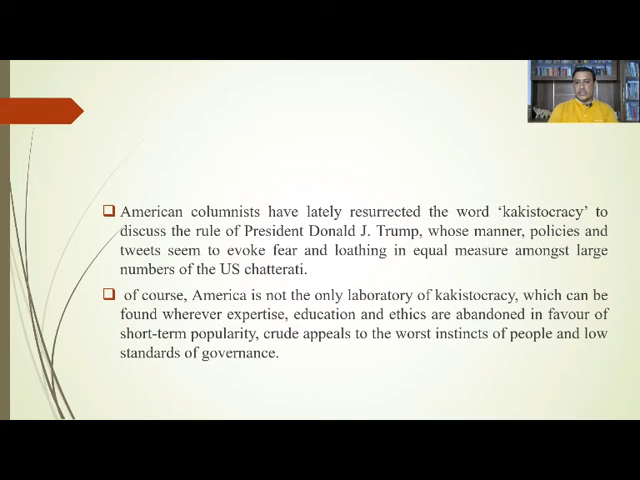 American columnists have lately resurrected the word ‘kakistocracy’ to
discuss the rule of President Donald J. Trump, whose manner, policies and
tweets seem to evoke fear and loathing in equal measure amongst large
numbers of the US chatterati.
of course, America is not the only laboratory of kakistocracy, which can be
found wherever expertise, education and ethics are abandoned in favour of
short-term popularity, crude appeals to the worst instincts of people and low
standards of governance.